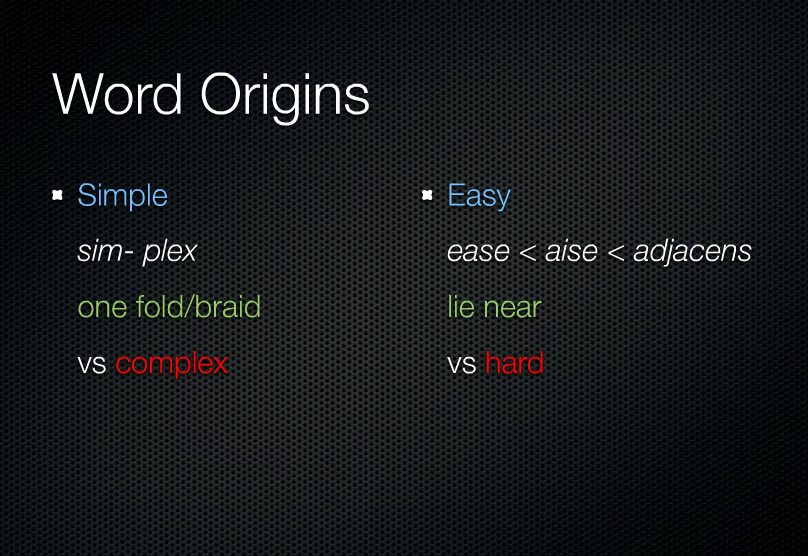 Word Origins
Simple
sim- plex
one fold/braid
vs complex
Easy
ease < aise < adjacens
lie near
vs hard